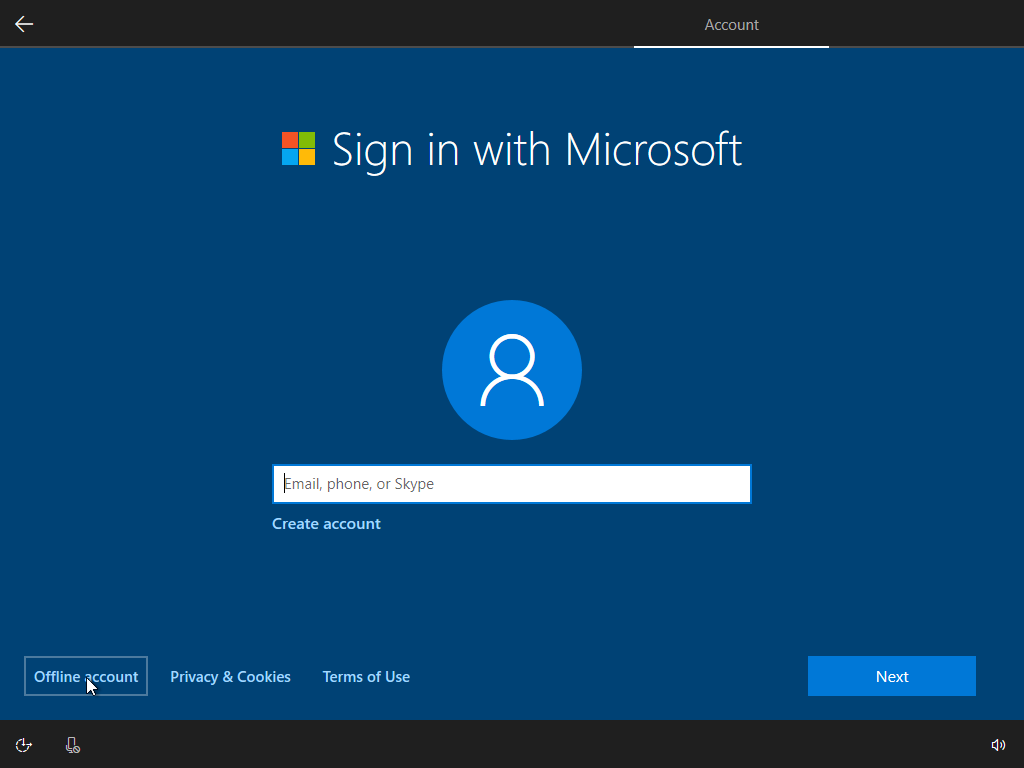 Account
Sign in with Microsoft
Email, phone, or Skype
Create account
Offline account
Privacy & Cookies
Terms of Use
Next